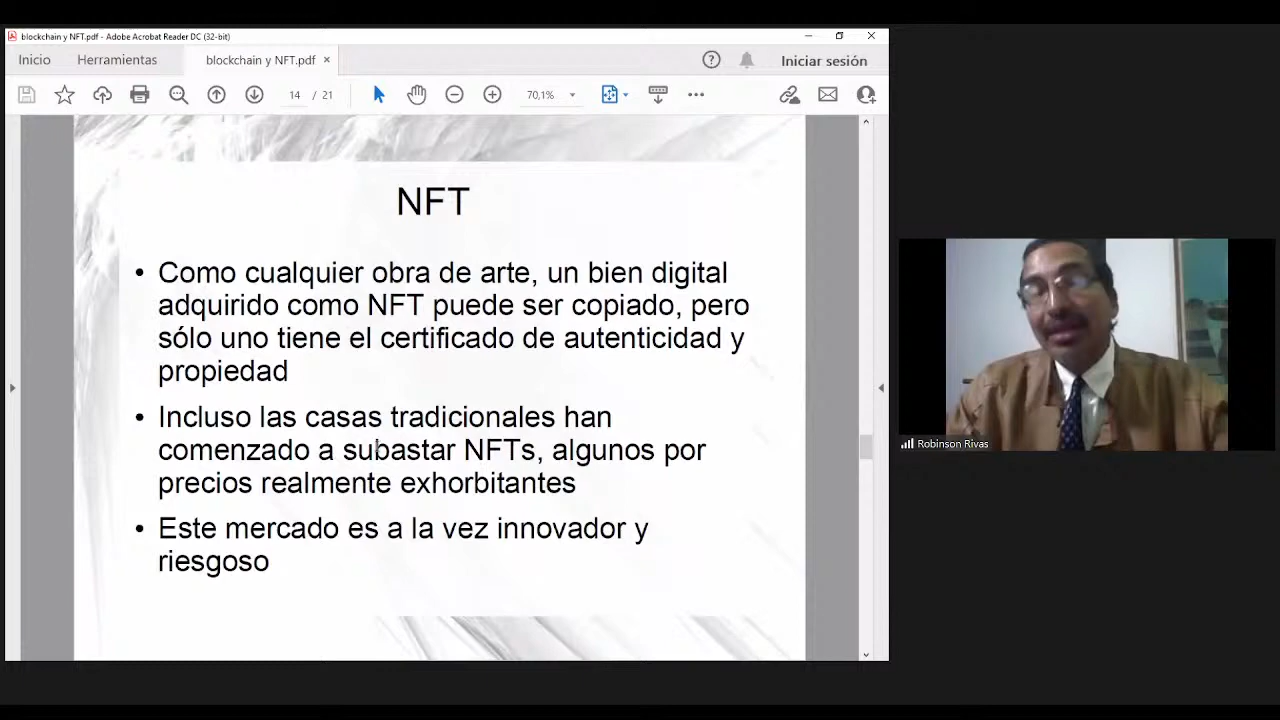 blockchain y NFT.pdf - Adobe Acrobat Reader DC (32-bit)
Inicio
Herramientas
blockchain y NFT.pdf
Iniciar sesión
14 / 21
70,1%
NFT
• Como cualquier obra de arte, un bien digital
adquirido como NFT puede ser copiado, pero
sólo uno tiene el certificado de autenticidad y
propiedad
• Incluso las casas tradicionales han
comenzado a subastar NFTs, algunos por
precios realmente exhorbitantes
• Este mercado es a la vez innovador y
riesgoso
Robinson Rivas